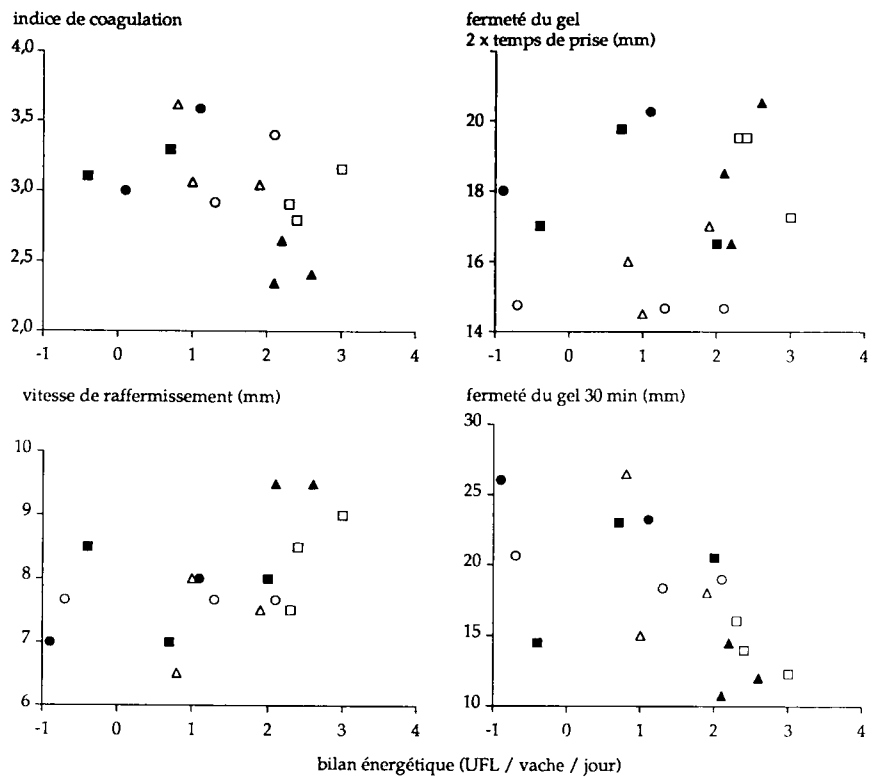 indice de coagulation
4,0
3,5
3,0
2,5
2,0
-1 0 1 2 3 4
fermeté du gel
2 x temps de prise (mm)
20
18
16
14
-1 0 1 2 3 4
vitesse de raffermissement (mm)
10
9
8
7
6
-1 0 1 2 3 4
fermeté du gel 30 min (mm)
30
25
20
15
10
-1 0 1 2 3 4
bilan énergétique (UFL / vache / jour)